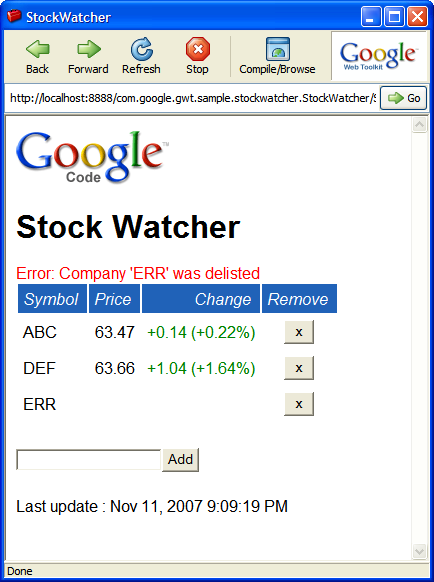 StockWatcher
Back Forward Refresh Stop Compile/Browse Google Web Toolkit
http://localhost:8888/com.google.gwt.sample.stockwatcher.StockWatcher/S Go
Google™
Code
Stock Watcher
Error: Company 'ERR' was delisted
Symbol Price Change Remove
ABC 63.47 +0.14 (+0.22%) x
DEF 63.66 +1.04 (+1.64%) x
ERR x
Add
Last update : Nov 11, 2007 9:09:19 PM
Done